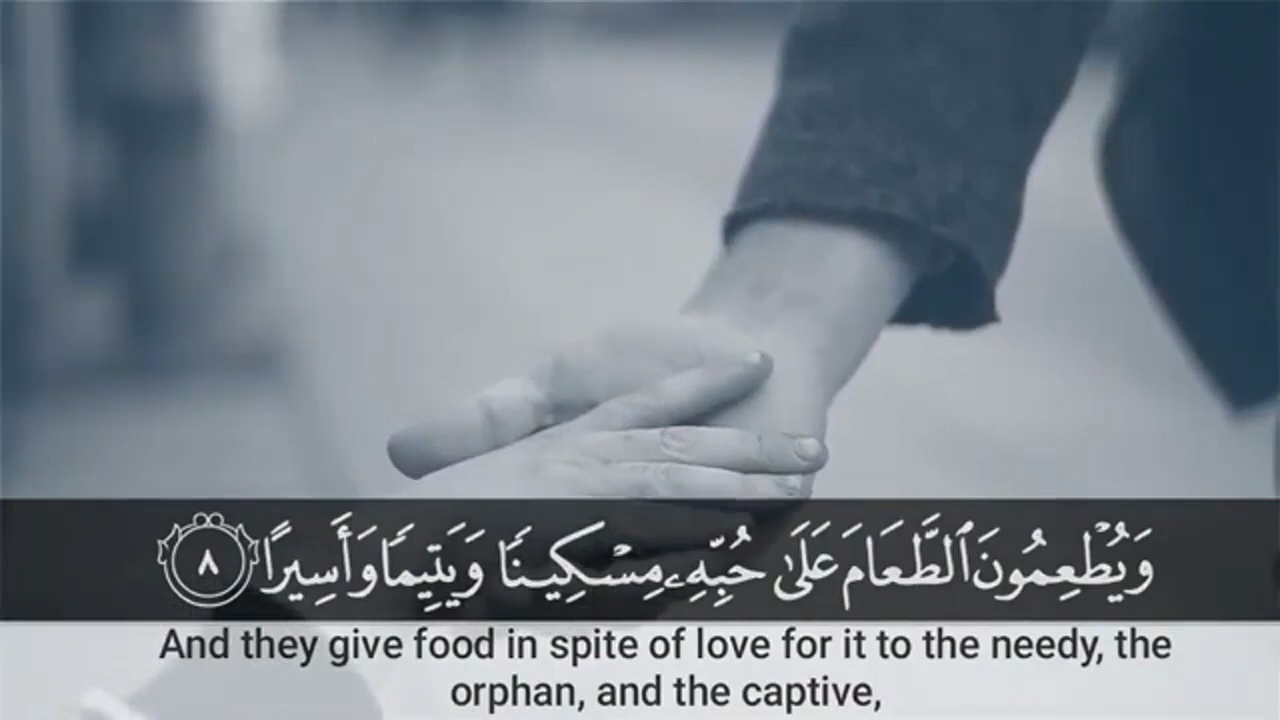 وَيُطْعِمُونَ ٱلطَّعَامَ عَلَىٰ حُبِّهِۦ مِسْكِينًا وَيَتِيمًا وَأَسِيرًا ٨
And they give food in spite of love for it to the needy, the
orphan, and the captive,